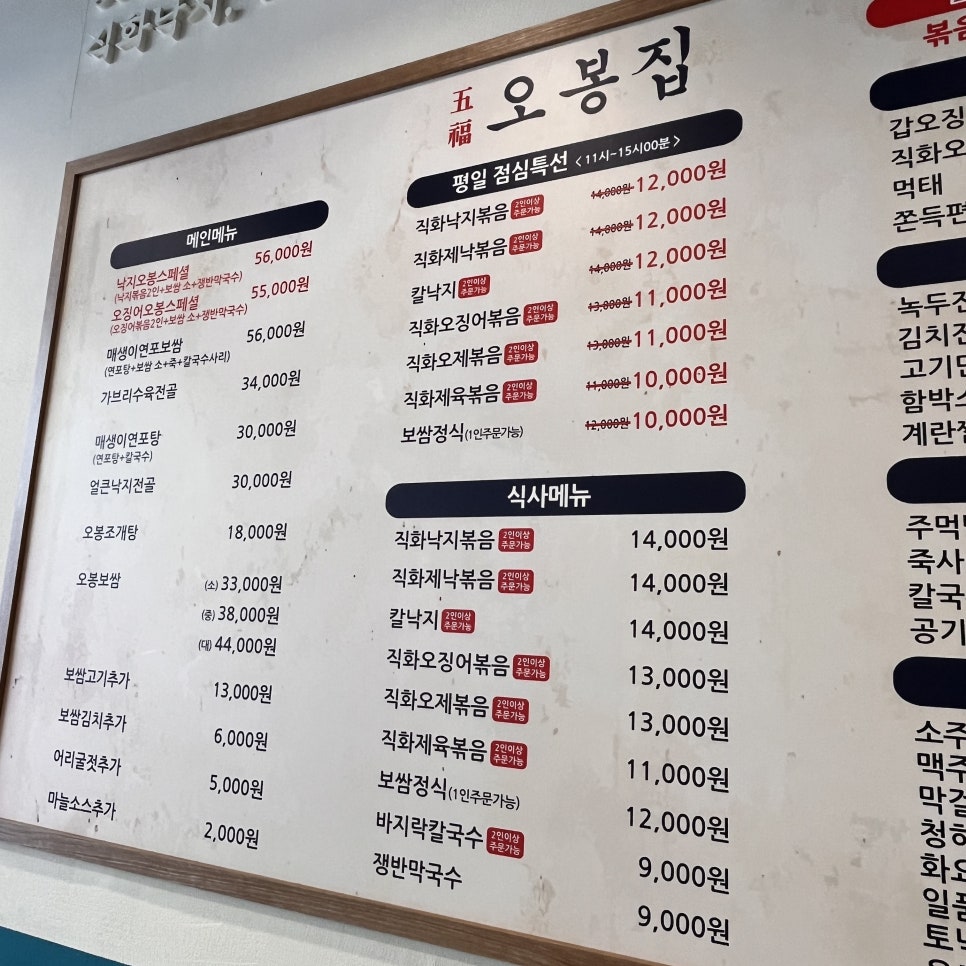 직화낙지,
五福 오봉집
메인메뉴
낙지오봉스페셜 56,000원
(낙지볶음2인+보쌈 소+쟁반막국수)
오징어오봉스페셜 55,000원
(오징어볶음2인+보쌈 소+쟁반막국수)
매생이연포보쌈 56,000원
(연포탕+보쌈 소+죽+칼국수사리)
가브리수육전골 34,000원
매생이연포탕 30,000원
(연포탕+칼국수)
얼큰낙지전골 30,000원
오봉조개탕 18,000원
오봉보쌈 (소) 33,000원
(중) 38,000원
(대) 44,000원
보쌈고기추가 13,000원
보쌈김치추가 6,000원
어리굴젓추가 5,000원
마늘소스추가 2,000원
평일 점심특선 <11시~15시00분>
직화낙지볶음 2인이상 주문가능 14,000원 12,000원
직화제낙볶음 2인이상 주문가능 14,000원 12,000원
칼낙지 2인이상 주문가능 14,000원 12,000원
직화오징어볶음 2인이상 주문가능 13,000원 11,000원
직화오제볶음 2인이상 주문가능 13,000원 11,000원
직화제육볶음 2인이상 주문가능 11,000원 10,000원
보쌈정식(1인주문가능) 12,000원 10,000원
식사메뉴
직화낙지볶음 2인이상 주문가능 14,000원
직화제낙볶음 2인이상 주문가능 14,000원
칼낙지 2인이상 주문가능 14,000원
직화오징어볶음 2인이상 주문가능 13,000원
직화오제볶음 2인이상 주문가능 13,000원
직화제육볶음 2인이상 주문가능 11,000원
보쌈정식(1인주문가능) 12,000원
바지락칼국수 2인이상 주문가능 9,000원
쟁반막국수 9,000원
볶음
갑오징
직화오
먹태
쫀득편
녹두전
김치전
고기만
함박스
계란찜
주먹밥
죽사
칼국
공기
소주
맥주
막걸
청하
화요
일품
토닉